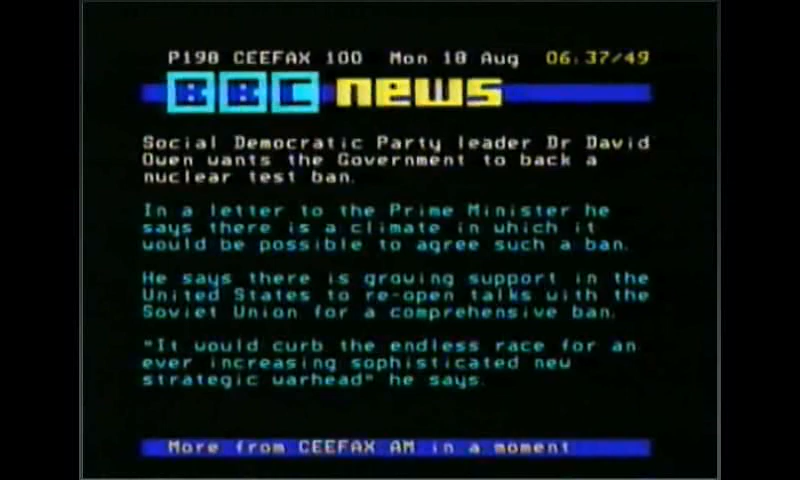 P198 CEEFAX 100 Mon 18 Aug 06.37/49
BBC news
Social Democratic Party leader Dr David
Owen wants the Government to back a
nuclear test ban.
In a letter to the Prime Minister he
says there is a climate in which it
would be possible to agree such a ban.
He says there is growing support in the
United States to re-open talks with the
Soviet Union for a comprehensive ban.
"It would curb the endless race for an
ever increasing sophisticated new
strategic warhead" he says.
More from CEEFAX AM in a moment